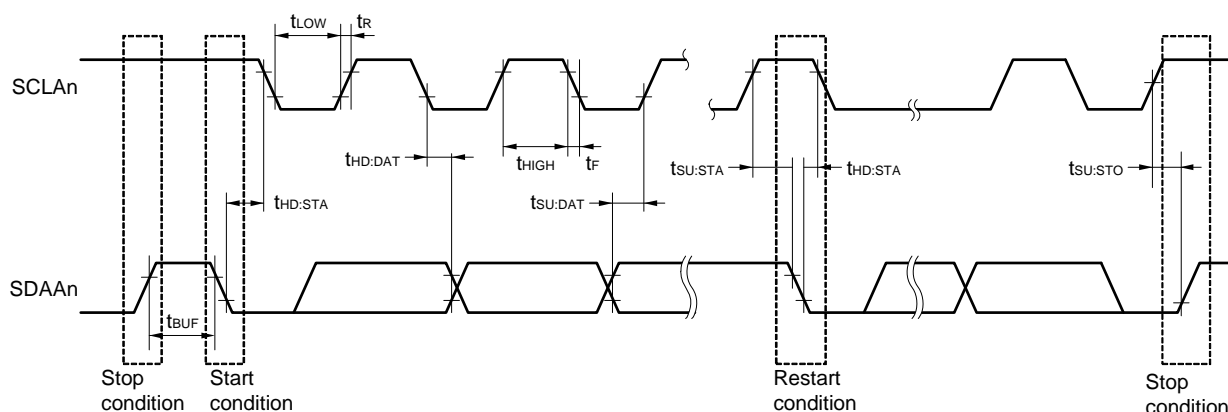 tLOW
tR
SCLAn
tHD:DAT
tHIGH
tF
tSU:STA
tHD:STA
tSU:STO
tHD:STA
tSU:DAT
SDAAn
tBUF
Stop
condition
Start
condition
Restart
condition
Stop
condition